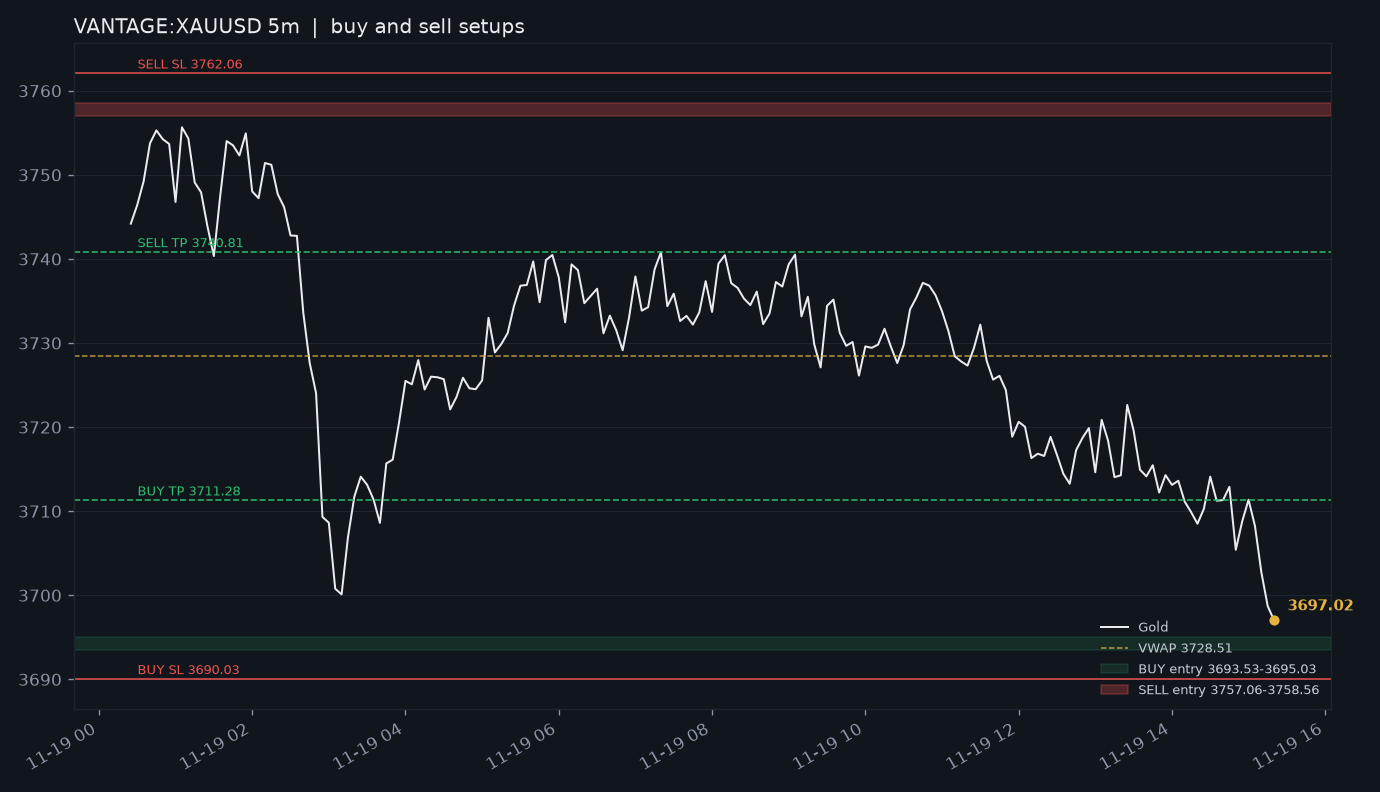 VANTAGE:XAUUSD 5m | buy and sell setups
SELL SL 3762.06
3760
3750
SELL TP 3740.81
3740
3730
3720
BUY TP 3711.28
3710
3700
3697.02
Gold
VWAP 3728.51
BUY entry 3693.53-3695.03
SELL entry 3757.06-3758.56
BUY SL 3690.03
3690
11-19 00
11-19 02
11-19 04
11-19 06
11-19 08
11-19 10
11-19 12
11-19 14
11-19 16